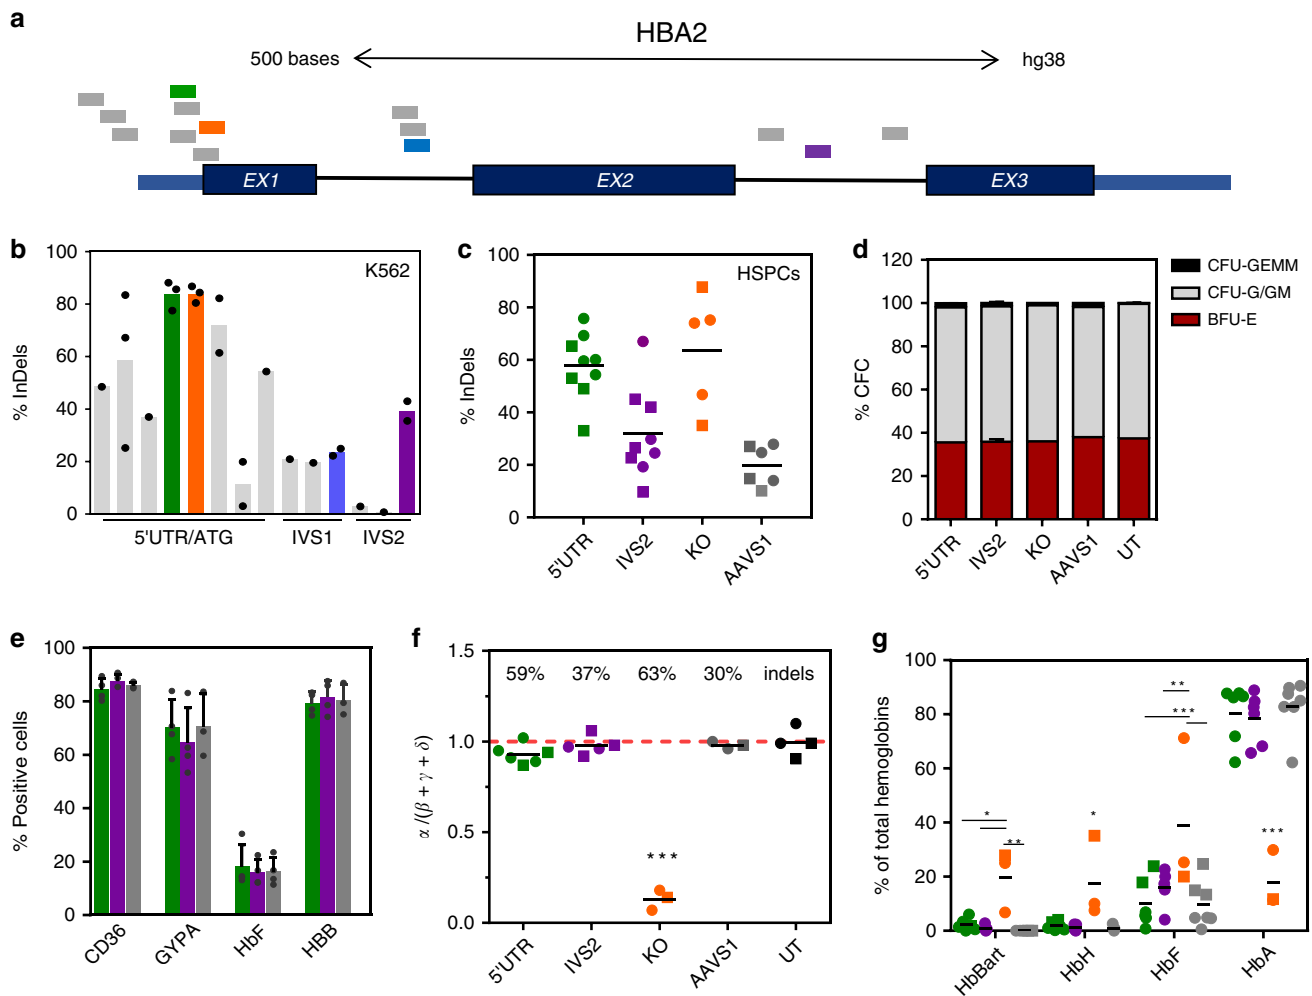 a
HBA2
500 bases
hg38
EX1
EX2
EX3
b
K562
% InDels
100
80
60
40
20
0
5'UTR/ATG
IVS1
IVS2
c
HSPCs
% InDels
100
80
60
40
20
0
5'UTR
IVS2
KO
AAVS1
d
% CFC
120
100
80
60
40
20
0
5'UTR
IVS2
KO
AAVS1
UT
CFU-GEMM
CFU-G/GM
BFU-E
e
% Positive cells
100
80
60
40
20
0
CD36
GYPA
HbF
HBB
f
α /(β + γ + δ)
1.5
1.0
0.5
0.0
59%
37%
63%
30%
indels
***
5'UTR
IVS2
KO
AAVS1
UT
g
% of total hemoglobins
100
80
60
40
20
0
*
**
*
**
***
***
HbBart
HbH
HbF
HbA